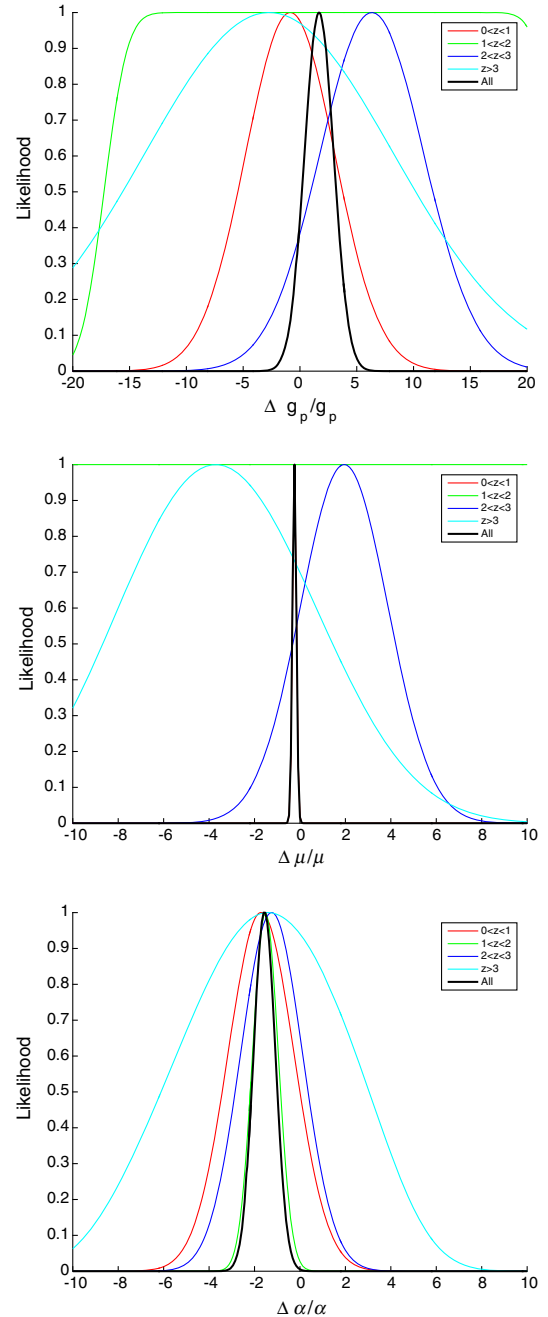 1
0.9
0.8
0.7
0.6
0.5
0.4
0.3
0.2
0.1
0
Likelihood
0<z<1
1<z<2
2<z<3
z>3
All
-20 -15 -10 -5 0 5 10 15 20
Δ g_p/g_p
1
0.9
0.8
0.7
0.6
0.5
0.4
0.3
0.2
0.1
0
Likelihood
0<z<1
1<z<2
2<z<3
z>3
All
-10 -8 -6 -4 -2 0 2 4 6 8 10
Δ μ/μ
1
0.9
0.8
0.7
0.6
0.5
0.4
0.3
0.2
0.1
0
Likelihood
0<z<1
1<z<2
2<z<3
z>3
All
-10 -8 -6 -4 -2 0 2 4 6 8 10
Δ α/α